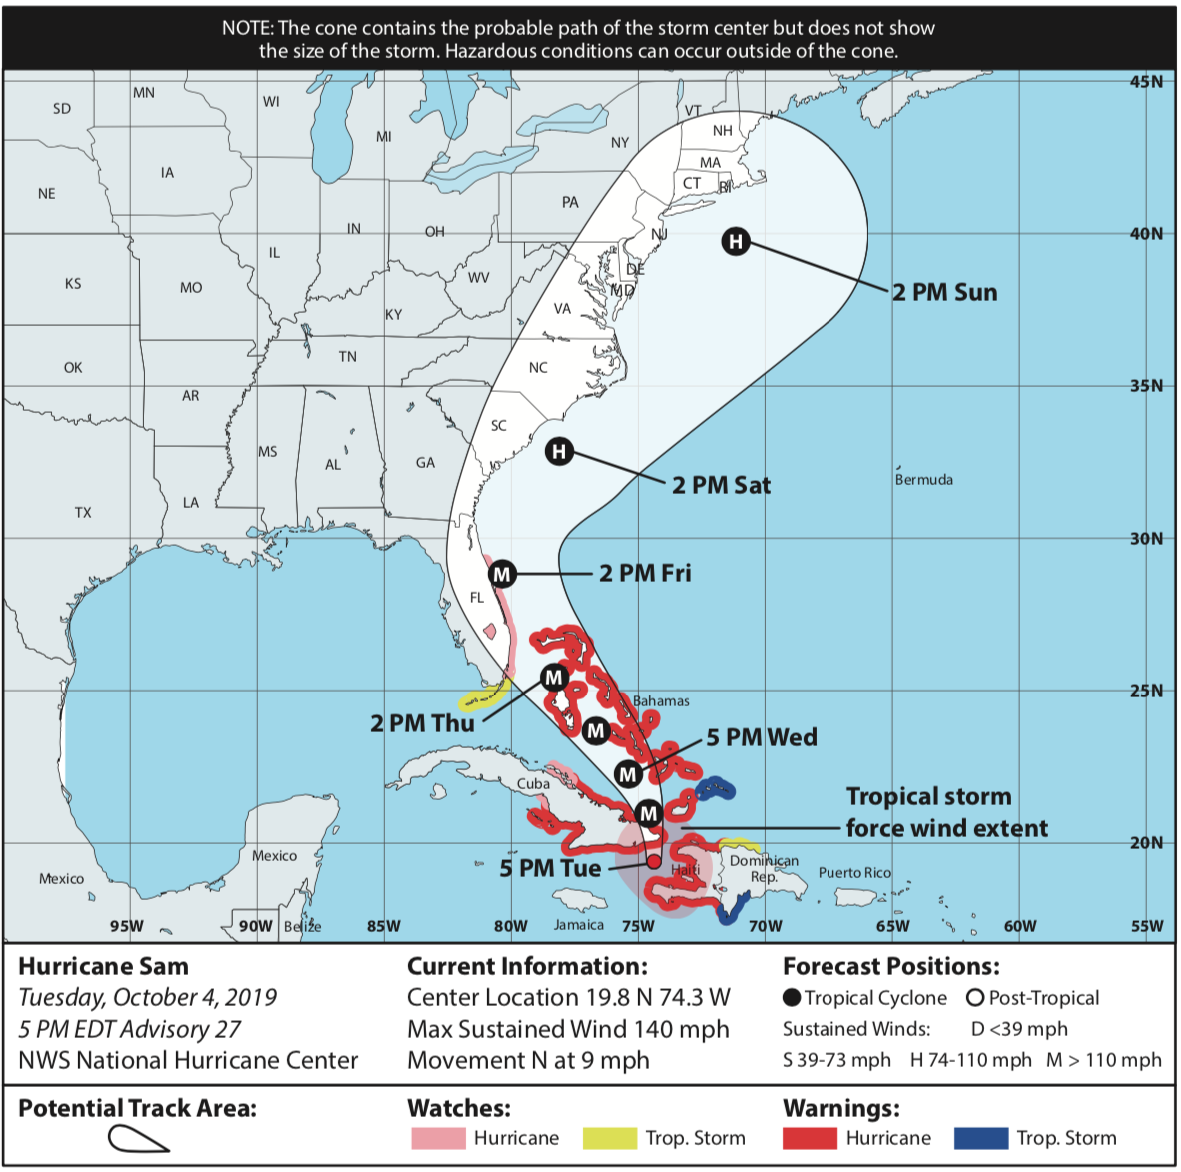 NOTE: The cone contains the probable path of the storm center but does not show
the size of the storm. Hazardous conditions can occur outside of the cone.
45N
SD
MN
WI
MI
VT
NH
NY
MA
CT
RI
NE
IA
PA
IL
IN
OH
NJ
40N
H
2 PM Sun
KS
MO
WV
DE
MD
VA
KY
OK
TN
NC
35N
AR
SC
H
2 PM Sat
MS
AL
GA
Bermuda
TX
LA
30N
M
2 PM Fri
FL
M
25N
Bahamas
2 PM Thu
M
5 PM Wed
M
Cuba
M
Tropical storm
force wind extent
20N
5 PM Tue
Haiti
Dominican
Rep.
Puerto Rico
Mexico
Mexico
Belize
Jamaica
95W
90W
85W
80W
75W
70W
65W
60W
55W
Hurricane Sam
Tuesday, October 4, 2019
5 PM EDT Advisory 27
NWS National Hurricane Center
Current Information:
Center Location 19.8 N 74.3 W
Max Sustained Wind 140 mph
Movement N at 9 mph
Forecast Positions:
Tropical Cyclone Post-Tropical
Sustained Winds: D <39 mph
S 39-73 mph H 74-110 mph M > 110 mph
Potential Track Area:
Watches:
Hurricane Trop. Storm
Warnings:
Hurricane Trop. Storm